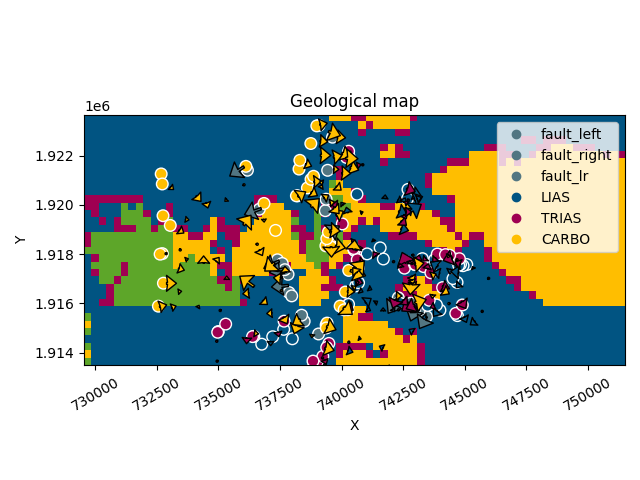 Geological map
1e6
fault_left
fault_right
fault_lr
LIAS
TRIAS
CARBO
1.922
1.920
1.918
1.916
1.914
Y
730000 732500 735000 737500 740000 742500 745000 747500 750000
X